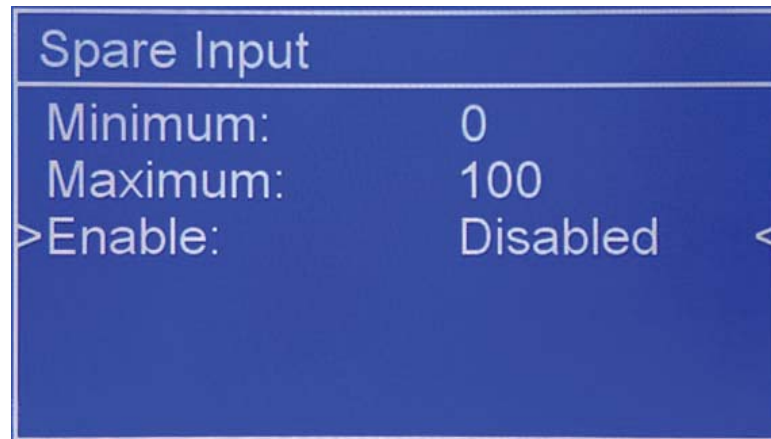 Spare Input
Minimum: 0
Maximum: 100
>Enable: Disabled <